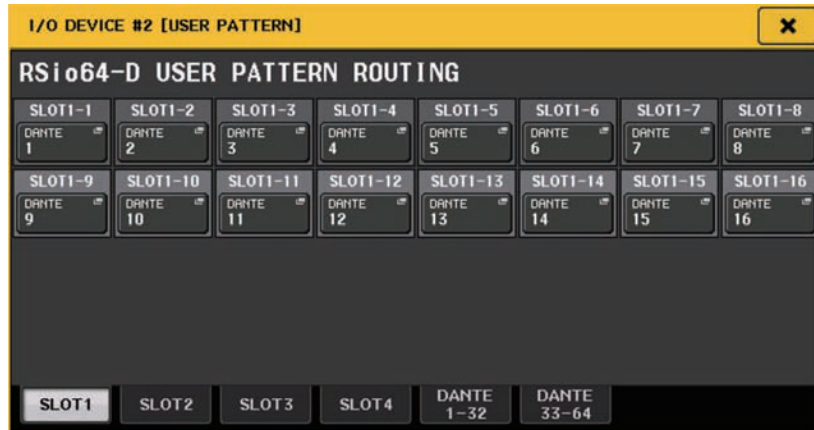 I/O DEVICE #2 [USER PATTERN]
RSio64-D USER PATTERN ROUTING
SLOT1-1 SLOT1-2 SLOT1-3 SLOT1-4 SLOT1-5 SLOT1-6 SLOT1-7 SLOT1-8
DANTE DANTE DANTE DANTE DANTE DANTE DANTE DANTE
1 2 3 4 5 6 7 8
SLOT1-9 SLOT1-10 SLOT1-11 SLOT1-12 SLOT1-13 SLOT1-14 SLOT1-15 SLOT1-16
DANTE DANTE DANTE DANTE DANTE DANTE DANTE DANTE
9 10 11 12 13 14 15 16
SLOT1 SLOT2 SLOT3 SLOT4 DANTE 1-32 DANTE 33-64